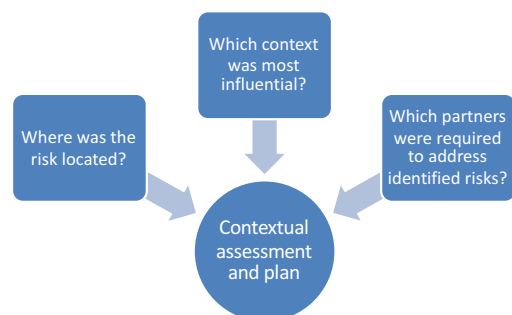 Which context
was most
influential?
Where was the
risk located?
Which partners
were required
to address
identified risks?
Contextual
assessment
and plan